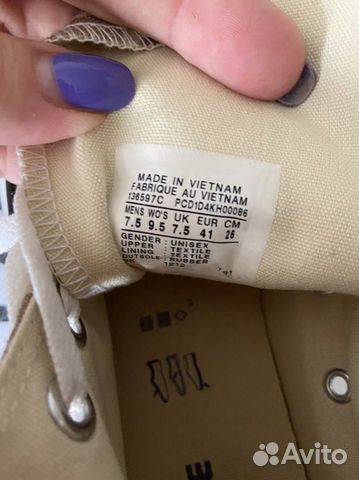 MADE IN VIETNAM
FABRIQUE AU VIETNAM
136597C PCD1D4KH00086
MENS WO'S UK EUR CM
7.5 9.5 7.5 41 26
GENDER : UNISEX
UPPER : TEXTILE
LINING : TEXTILE
OUTSOLE : RUBBER
Avito